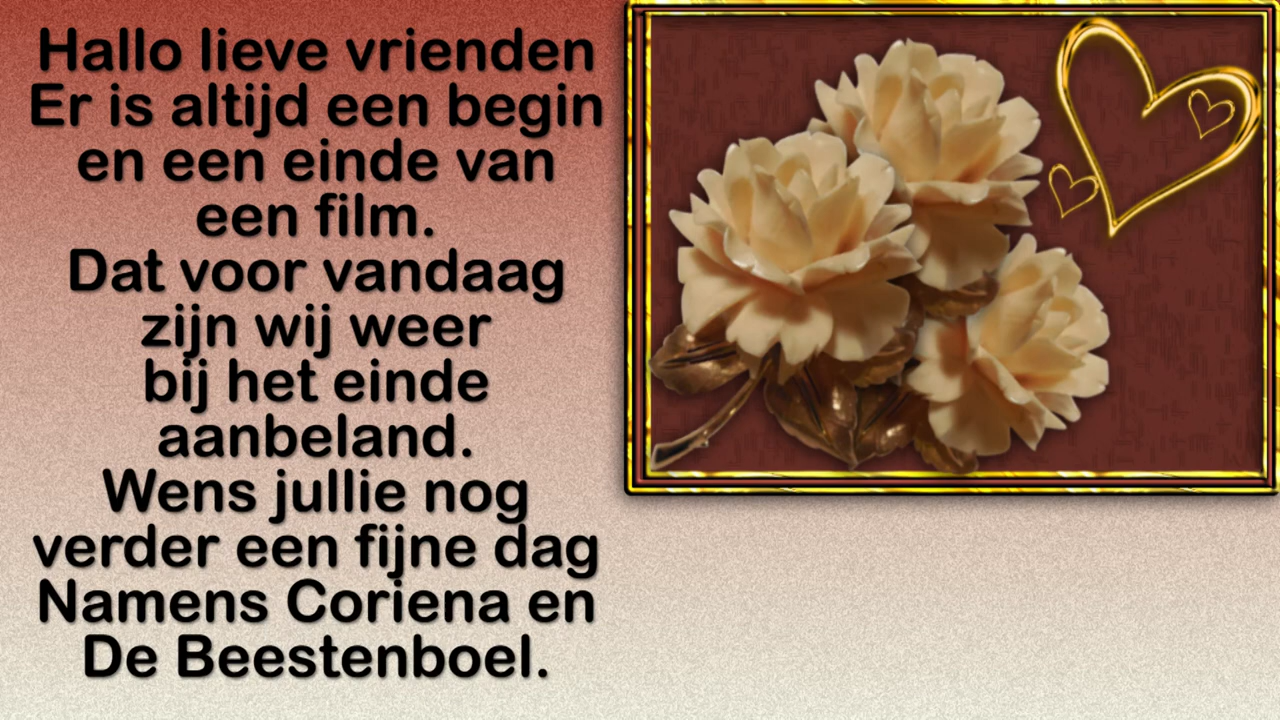 Hallo lieve vrienden
Er is altijd een begin
en een einde van
een film.
Dat voor vandaag
zijn wij weer
bij het einde
aanbeland.
Wens jullie nog
verder een fijne dag
Namens Coriena en
De Beestenboel.